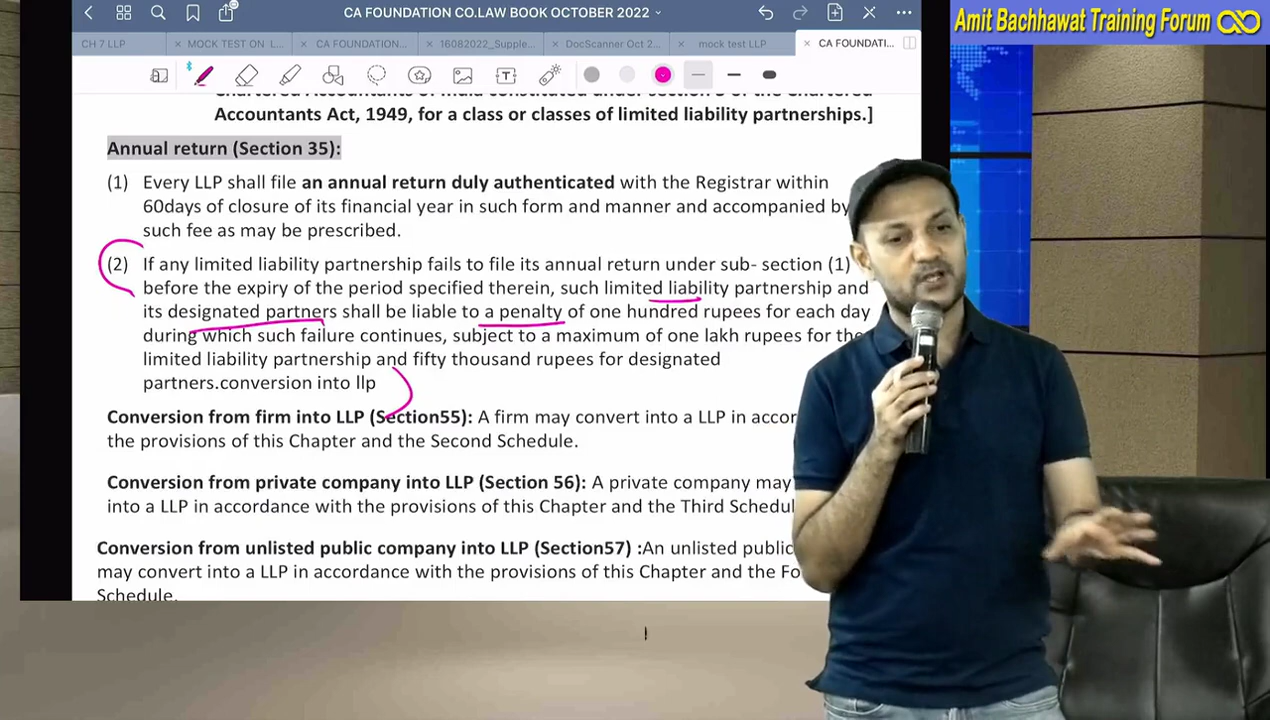 CA FOUNDATION CO.LAW BOOK OCTOBER 2022
Amit Bachhawat Training Forum
CH 7 LLP
MOCK TEST ON L...
CA FOUNDATION...
16082022_Supple...
DocScanner Oct 2...
mock test LLP
CA FOUNDATI...
Chartered Accountants of India constituted under section 3 of the Chartered
Accountants Act, 1949, for a class or classes of limited liability partnerships.]
Annual return (Section 35):
(1) Every LLP shall file an annual return duly authenticated with the Registrar within
60days of closure of its financial year in such form and manner and accompanied by
such fee as may be prescribed.
(2) If any limited liability partnership fails to file its annual return under sub- section (1)
before the expiry of the period specified therein, such limited liability partnership and
its designated partners shall be liable to a penalty of one hundred rupees for each day
during which such failure continues, subject to a maximum of one lakh rupees for the
limited liability partnership and fifty thousand rupees for designated
partners.conversion into llp
Conversion from firm into LLP (Section55): A firm may convert into a LLP in accor
the provisions of this Chapter and the Second Schedule.
Conversion from private company into LLP (Section 56): A private company may
into a LLP in accordance with the provisions of this Chapter and the Third Schedul
Conversion from unlisted public company into LLP (Section57) :An unlisted public
may convert into a LLP in accordance with the provisions of this Chapter and the Fo
Schedule.